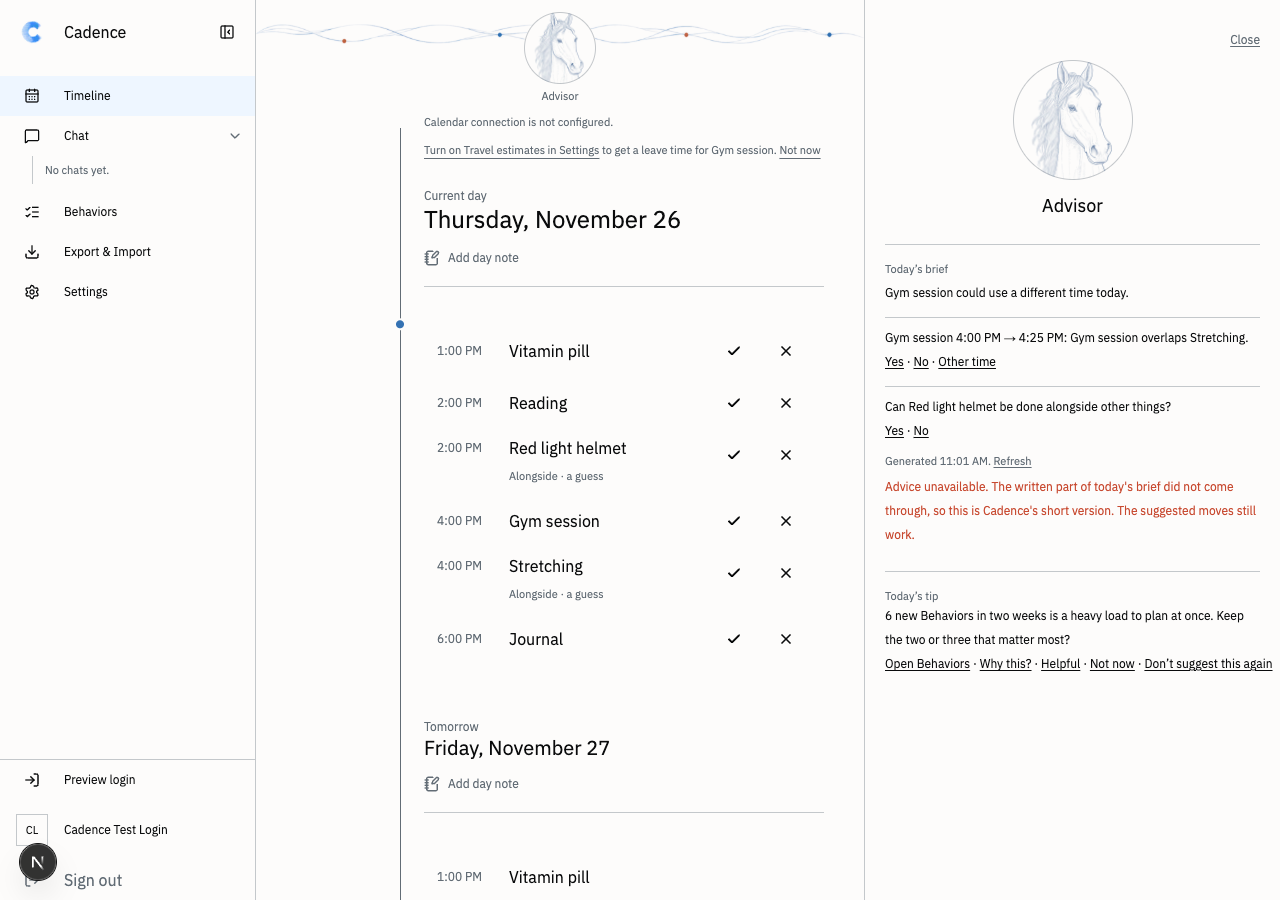 Cadence
Timeline
Chat
No chats yet.
Behaviors
Export & Import
Settings
Preview login
CL
Cadence Test Login
N
Sign out
Advisor
Calendar connection is not configured.
Turn on Travel estimates in Settings to get a leave time for Gym session. Not now
Current day
Thursday, November 26
Add day note
1:00 PM Vitamin pill
2:00 PM Reading
2:00 PM Red light helmet
Alongside · a guess
4:00 PM Gym session
4:00 PM Stretching
Alongside · a guess
6:00 PM Journal
Tomorrow
Friday, November 27
Add day note
1:00 PM Vitamin pill
Close
Advisor
Today’s brief
Gym session could use a different time today.
Gym session 4:00 PM → 4:25 PM: Gym session overlaps Stretching.
Yes · No · Other time
Can Red light helmet be done alongside other things?
Yes · No
Generated 11:01 AM. Refresh
Advice unavailable. The written part of today's brief did not come
through, so this is Cadence's short version. The suggested moves still
work.
Today’s tip
6 new Behaviors in two weeks is a heavy load to plan at once. Keep
the two or three that matter most?
Open Behaviors · Why this? · Helpful · Not now · Don’t suggest this again